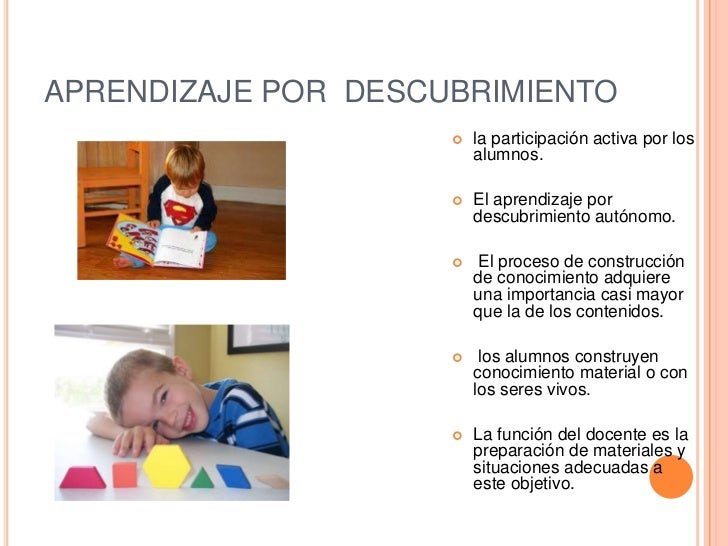 APRENDIZAJE POR DESCUBRIMIENTO
la participación activa por los
alumnos.
El aprendizaje por
descubrimiento autónomo.
El proceso de construcción
de conocimiento adquiere
una importancia casi mayor
que la de los contenidos.
los alumnos construyen
conocimiento material o con
los seres vivos.
La función del docente es la
preparación de materiales y
situaciones adecuadas a
este objetivo.